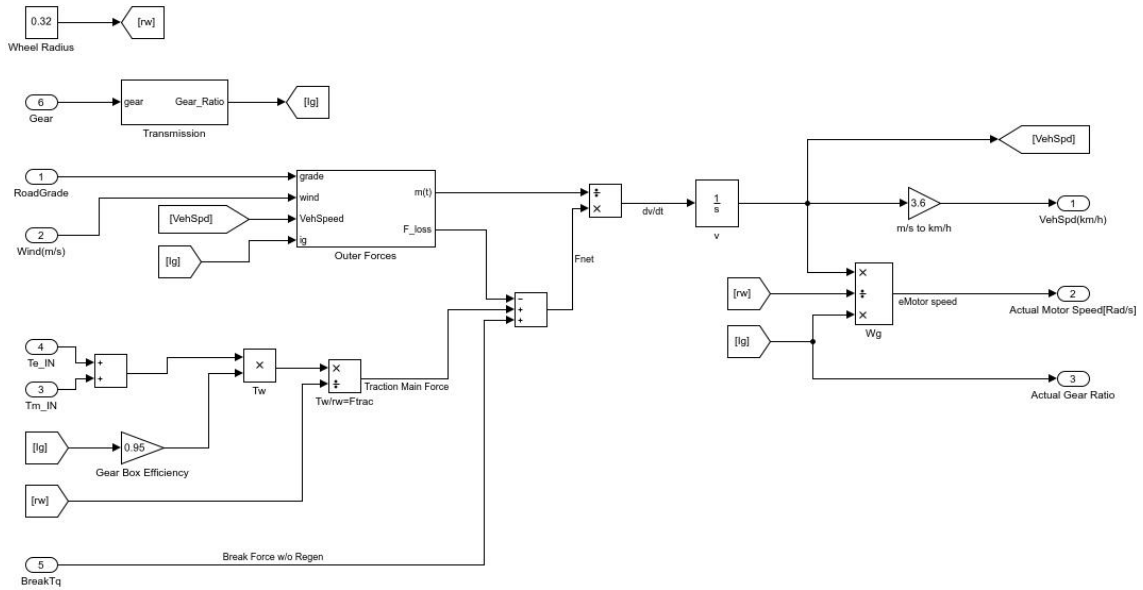 0.32
[rw]
Wheel Radius
6
Gear
gear
Gear_Ratio
Transmission
[Ig]
1
RoadGrade
2
Wind(m/s)
[VehSpd]
[Ig]
grade
wind
VehSpeed
ig
m(t)
F_loss
Outer Forces
÷
×
dv/dt
1
s
v
[VehSpd]
3.6
m/s to km/h
1
VehSpd(km/h)
Fnet
−
+
+
[rw]
[Ig]
×
÷
×
Wg
eMotor speed
2
Actual Motor Speed[Rad/s]
3
Actual Gear Ratio
4
Te_IN
3
Tm_IN
+
+
×
Tw
×
÷
Tw/rw=Ftrac
Traction Main Force
[Ig]
0.95
Gear Box Efficiency
[rw]
5
BreakTq
Break Force w/o Regen